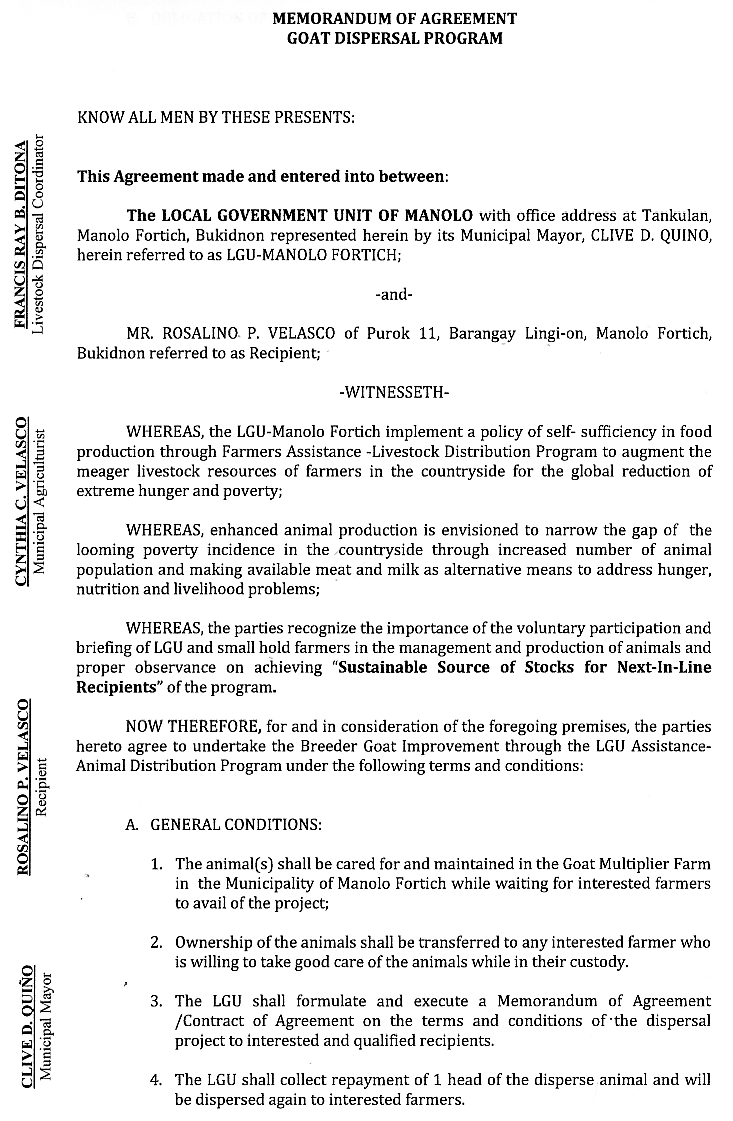 MEMORANDUM OF AGREEMENT
GOAT DISPERSAL PROGRAM
KNOW ALL MEN BY THESE PRESENTS:
This Agreement made and entered into between:
The LOCAL GOVERNMENT UNIT OF MANOLO with office address at Tankulan,
Manolo Fortich, Bukidnon represented herein by its Municipal Mayor, CLIVE D. QUINO,
herein referred to as LGU-MANOLO FORTICH;
-and-
MR. ROSALINO P. VELASCO of Purok 11, Barangay Lingi-on, Manolo Fortich,
Bukidnon referred to as Recipient;
-WITNESSETH-
WHEREAS, the LGU-Manolo Fortich implement a policy of self- sufficiency in food
production through Farmers Assistance -Livestock Distribution Program to augment the
meager livestock resources of farmers in the countryside for the global reduction of
extreme hunger and poverty;
WHEREAS, enhanced animal production is envisioned to narrow the gap of the
looming poverty incidence in the countryside through increased number of animal
population and making available meat and milk as alternative means to address hunger,
nutrition and livelihood problems;
WHEREAS, the parties recognize the importance of the voluntary participation and
briefing of LGU and small hold farmers in the management and production of animals and
proper observance on achieving "Sustainable Source of Stocks for Next-In-Line
Recipients" of the program.
NOW THEREFORE, for and in consideration of the foregoing premises, the parties
hereto agree to undertake the Breeder Goat Improvement through the LGU Assistance-
Animal Distribution Program under the following terms and conditions:
A. GENERAL CONDITIONS:
1. The animal(s) shall be cared for and maintained in the Goat Multiplier Farm
in the Municipality of Manolo Fortich while waiting for interested farmers
to avail of the project;
2. Ownership of the animals shall be transferred to any interested farmer who
is willing to take good care of the animals while in their custody.
3. The LGU shall formulate and execute a Memorandum of Agreement
/Contract of Agreement on the terms and conditions of the dispersal
project to interested and qualified recipients.
4. The LGU shall collect repayment of 1 head of the disperse animal and will
be dispersed again to interested farmers.
FRANCIS RAY B. DITONA
Livestock Dispersal Coordinator
CYNTHIA C. VELASCO
Municipal Agriculturist
ROSALINO P. VELASCO
Recipient
CLIVE D. QUIÑO
Municipal Mayor